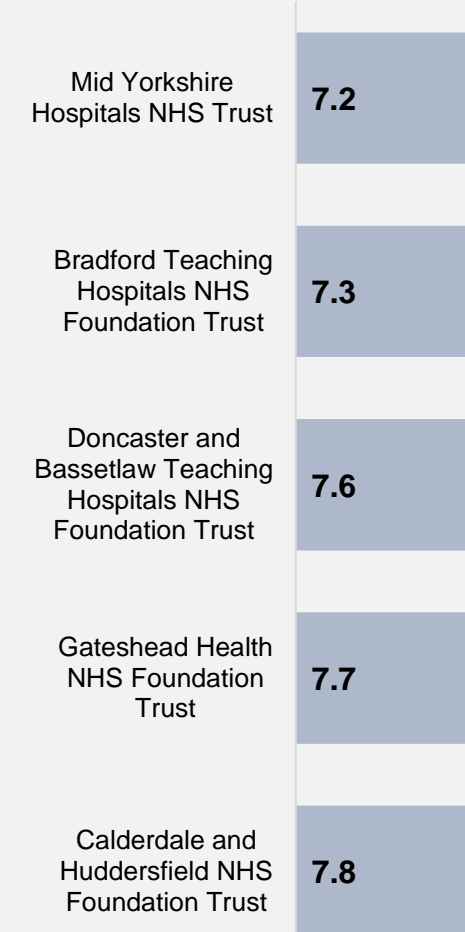 Mid Yorkshire
Hospitals NHS Trust
7.2
Bradford Teaching
Hospitals NHS
Foundation Trust
7.3
Doncaster and
Bassetlaw Teaching
Hospitals NHS
Foundation Trust
7.6
Gateshead Health
NHS Foundation
Trust
7.7
Calderdale and
Huddersfield NHS
Foundation Trust
7.8